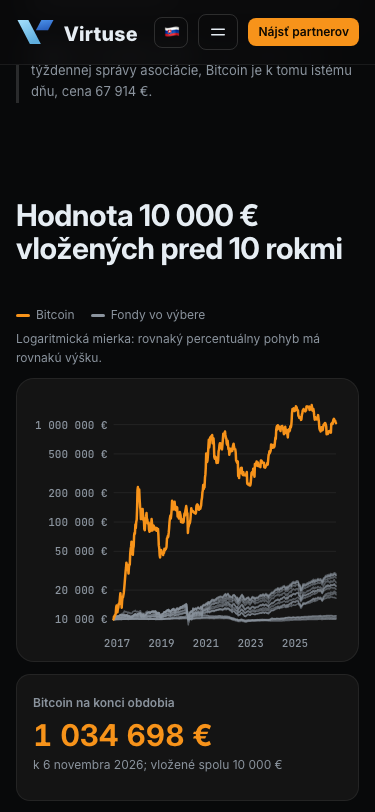 Virtuse
Nájsť partnerov
týždennej správy asociácie, Bitcoin je k tomu istému
dňu, cena 67 914 €.
Hodnota 10 000 €
vložených pred 10 rokmi
Bitcoin
Fondy vo výbere
Logaritmická mierka: rovnaký percentuálny pohyb má
rovnakú výšku.
1 000 000 €
500 000 €
200 000 €
100 000 €
50 000 €
20 000 €
10 000 €
2017 2019 2021 2023 2025
Bitcoin na konci obdobia
1 034 698 €
k 6 novembra 2026; vložené spolu 10 000 €